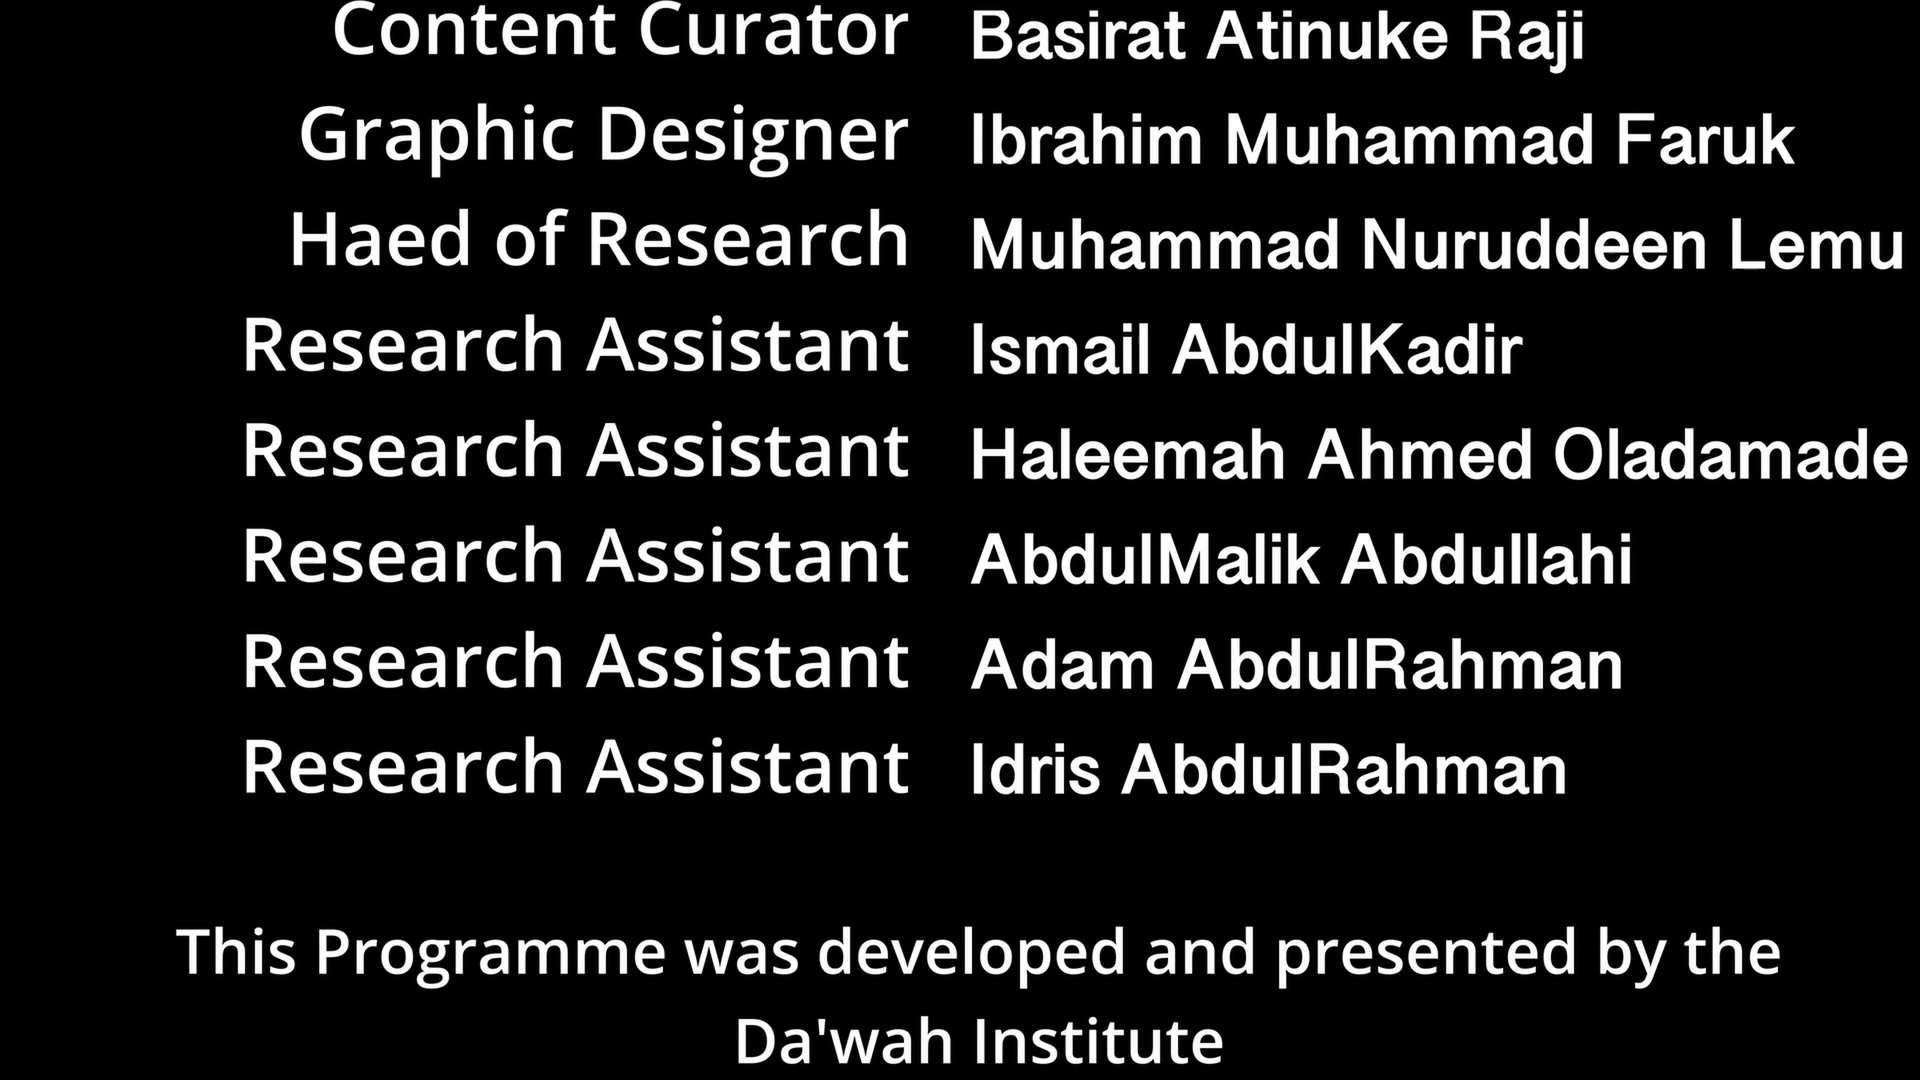 Content Curator Basirat Atinuke Raji
Graphic Designer Ibrahim Muhammad Faruk
Haed of Research Muhammad Nuruddeen Lemu
Research Assistant Ismail AbdulKadir
Research Assistant Haleemah Ahmed Oladamade
Research Assistant AbdulMalik Abdullahi
Research Assistant Adam AbdulRahman
Research Assistant Idris AbdulRahman
This Programme was developed and presented by the
Da'wah Institute